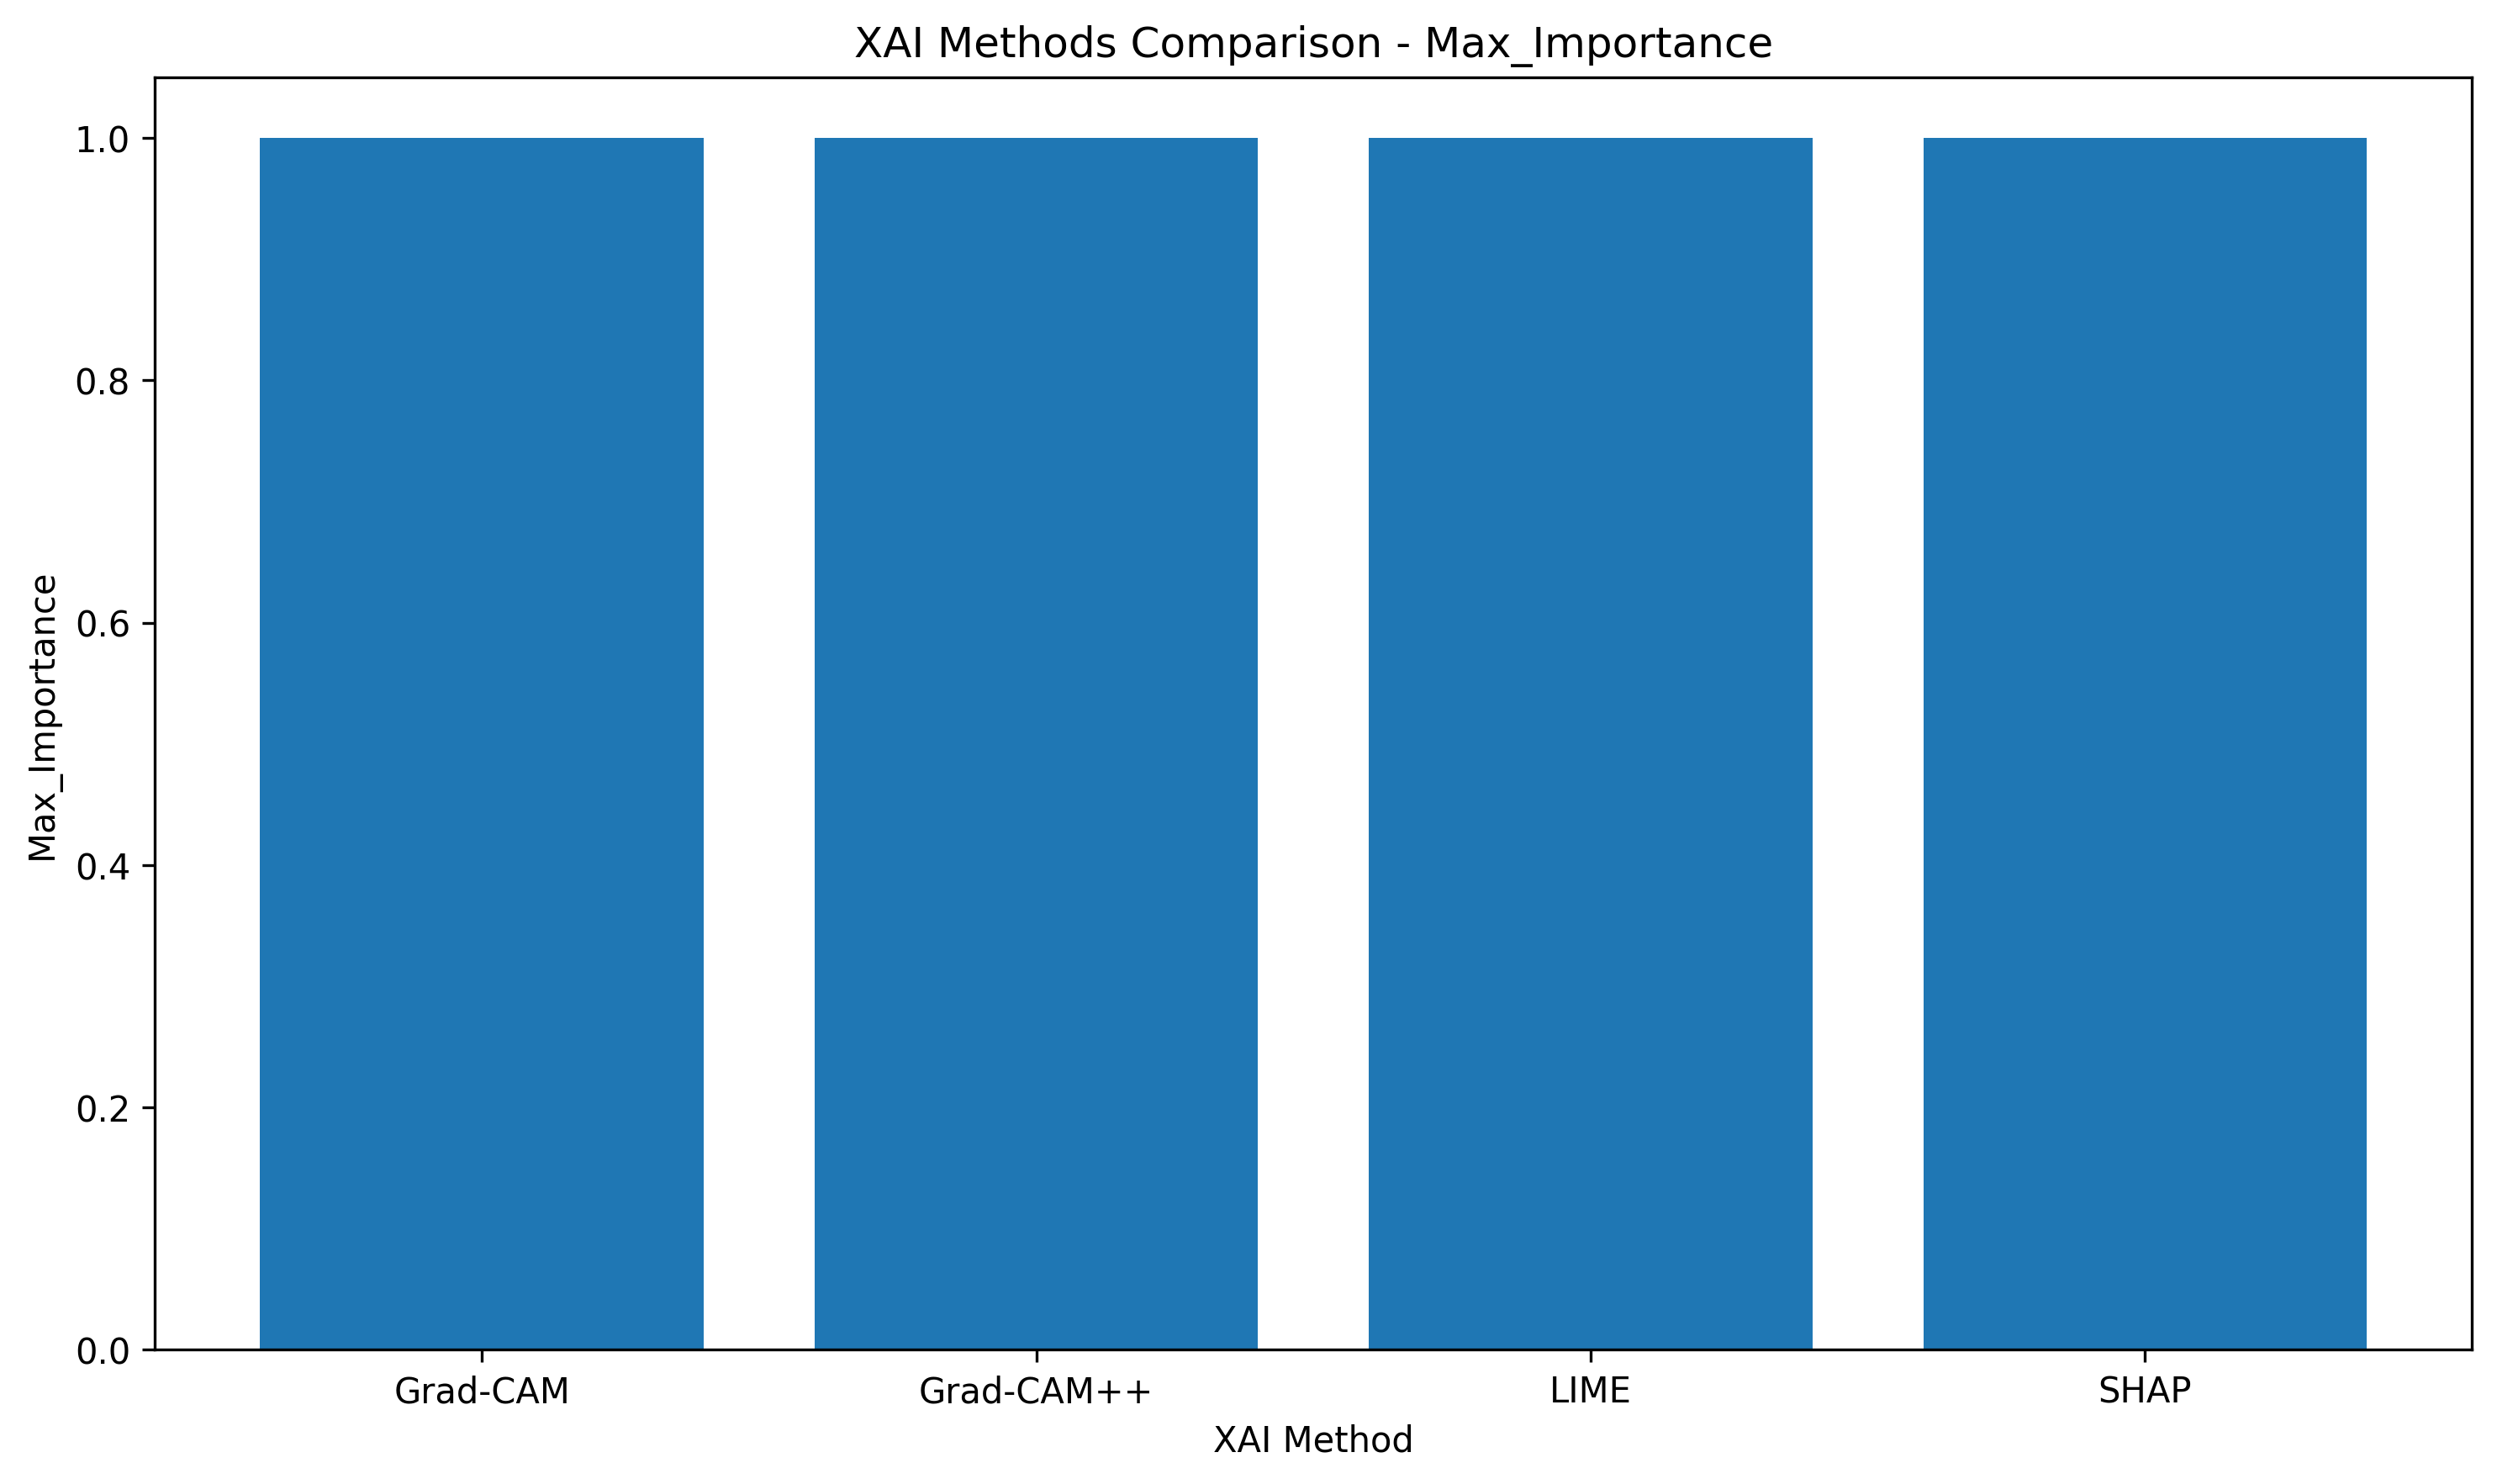 XAI Methods Comparison - Max_Importance
Max_Importance
1.0
0.8
0.6
0.4
0.2
0.0
Grad-CAM Grad-CAM++ LIME SHAP
XAI Method